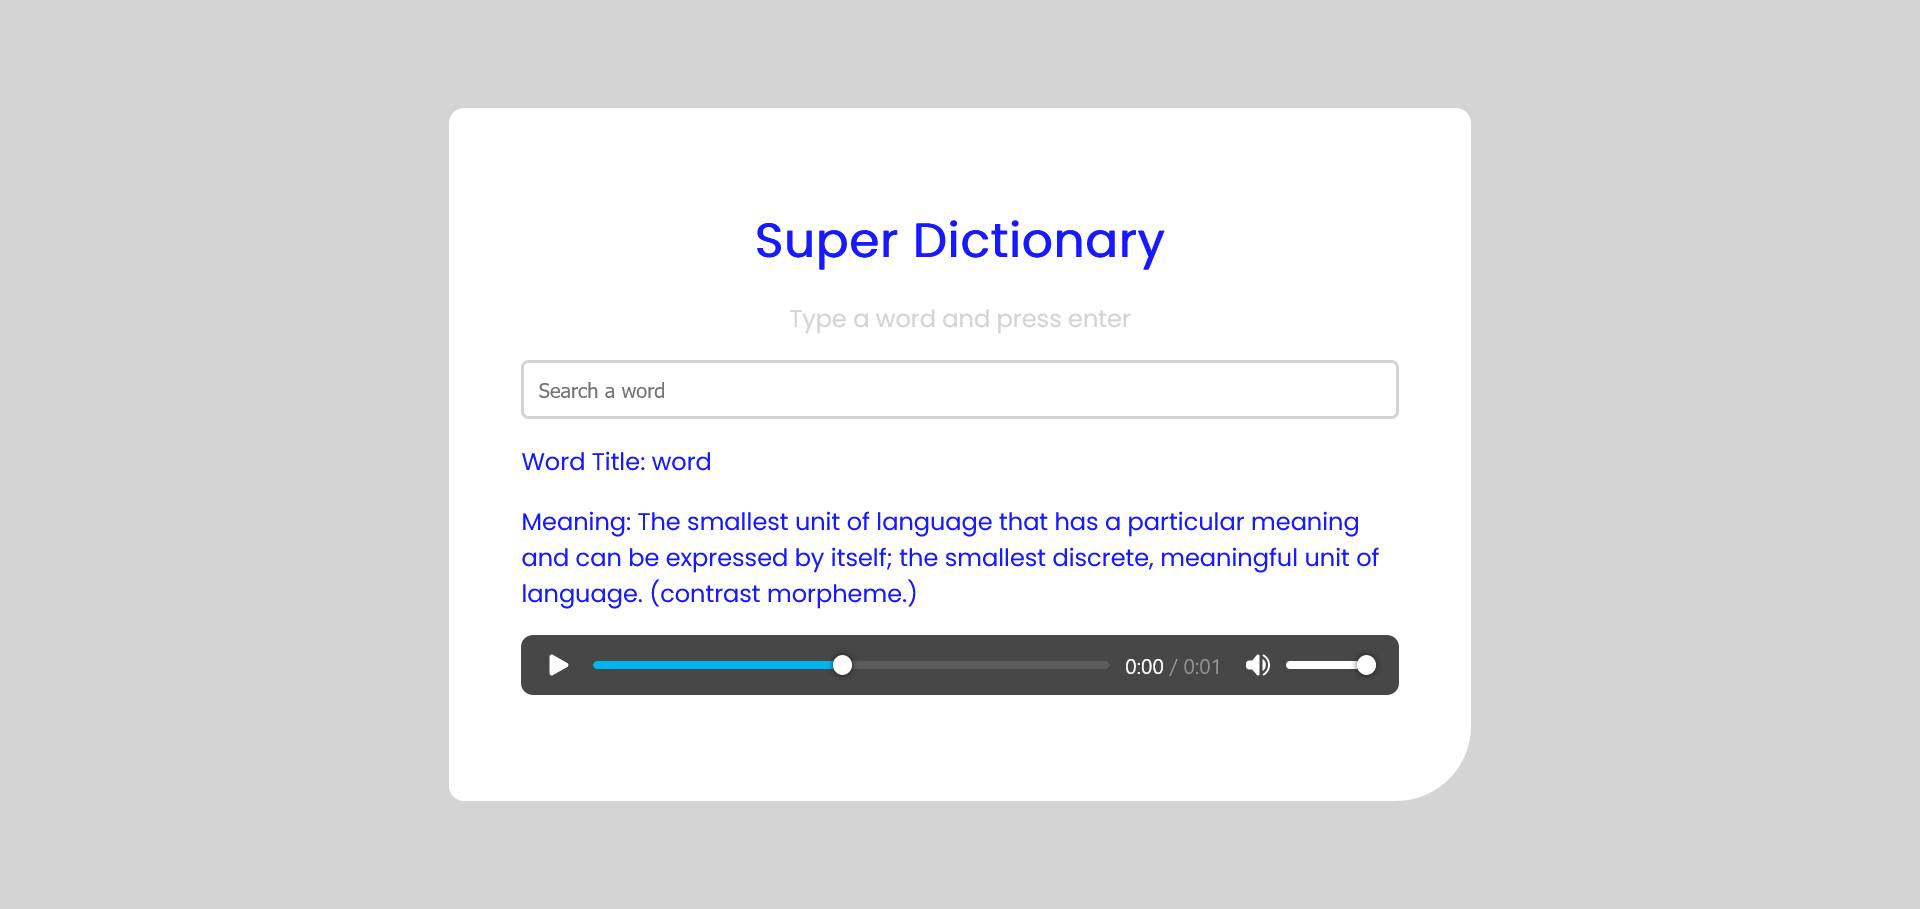 Super Dictionary
Type a word and press enter
Search a word
Word Title: word
Meaning: The smallest unit of language that has a particular meaning
and can be expressed by itself; the smallest discrete, meaningful unit of
language. (contrast morpheme.)
0:00 / 0:01